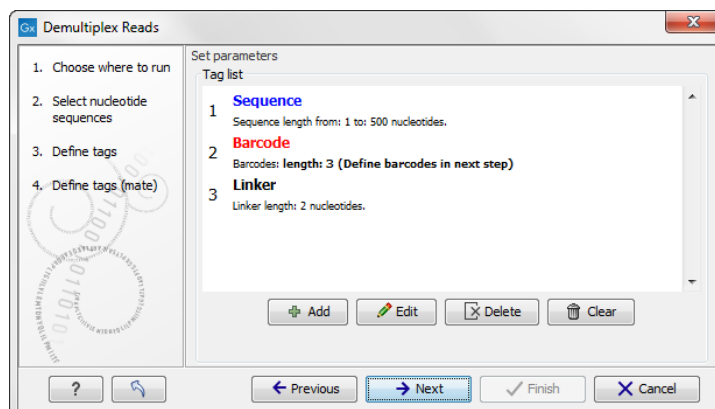 Gx Demultiplex Reads
1. Choose where to run
2. Select nucleotide
sequences
3. Define tags
4. Define tags (mate)
Set parameters
Tag list
1 Sequence
Sequence length from: 1 to: 500 nucleotides.
2 Barcode
Barcodes: length: 3 (Define barcodes in next step)
3 Linker
Linker length: 2 nucleotides.
Add Edit Delete Clear
? Previous Next Finish Cancel